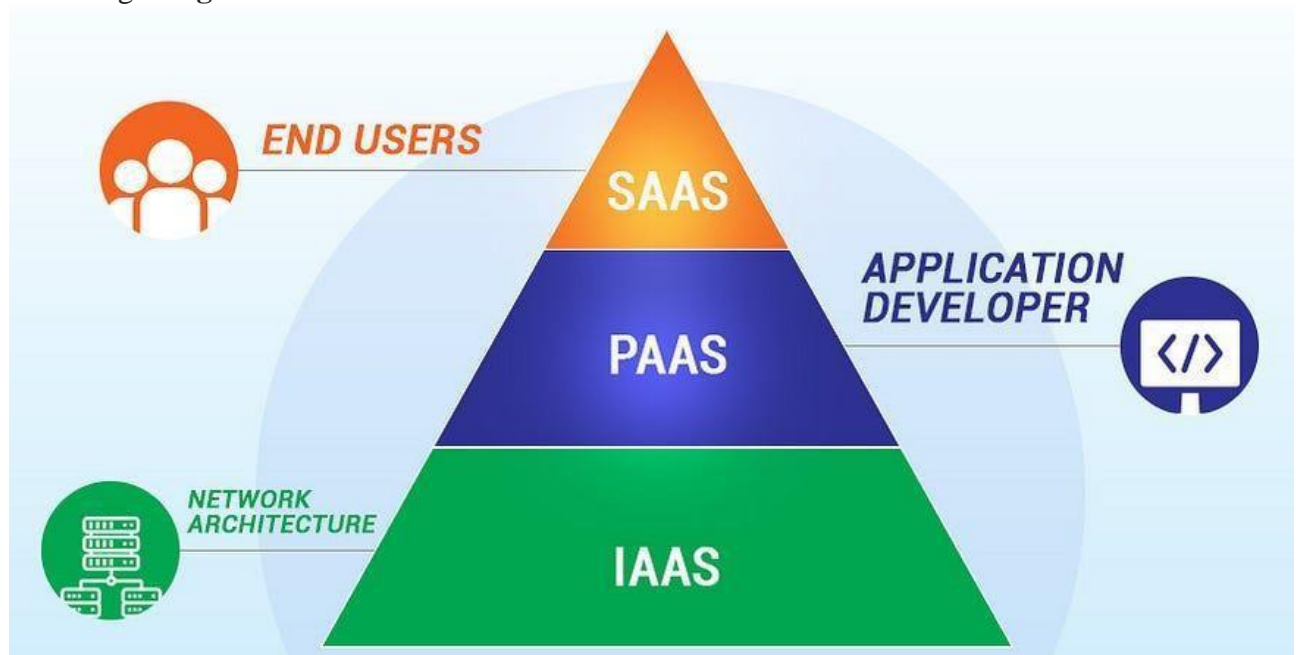 END USERS
SAAS
APPLICATION
DEVELOPER
PAAS
NETWORK
ARCHITECTURE
IAAS